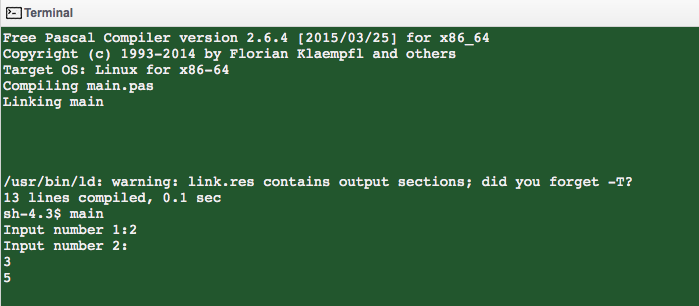 Terminal
Free Pascal Compiler version 2.6.4 [2015/03/25] for x86_64
Copyright (c) 1993-2014 by Florian Klaempfl and others
Target OS: Linux for x86-64
Compiling main.pas
Linking main
/usr/bin/ld: warning: link.res contains output sections; did you forget -T?
13 lines compiled, 0.1 sec
sh-4.3$ main
Input number 1:2
Input number 2:
3
5